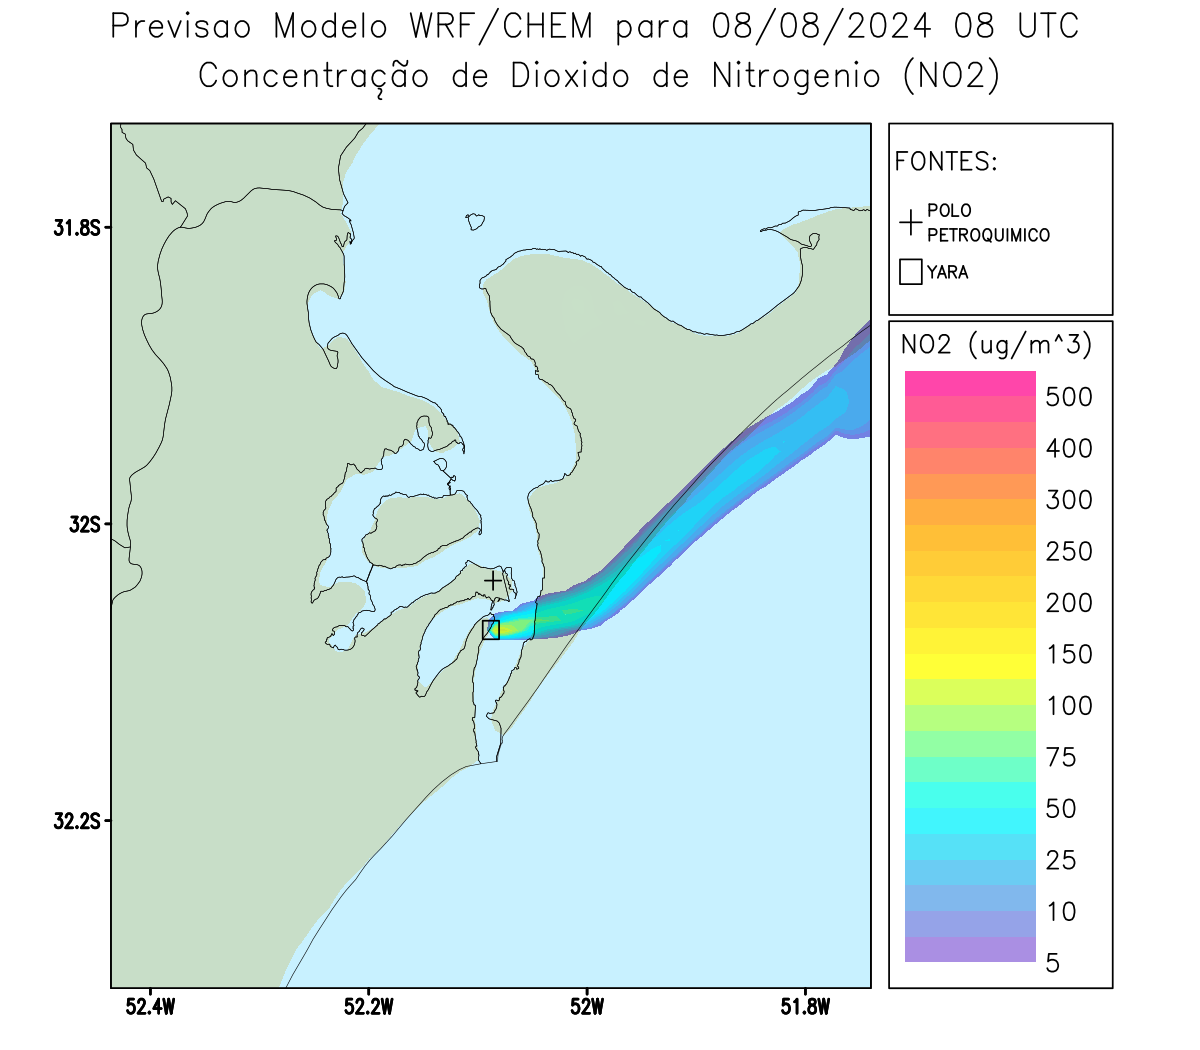 Previsao Modelo WRF/CHEM para 08/08/2024 08 UTC
Concentração de Dioxido de Nitrogenio (NO2)
FONTES:
POLO
PETROQUIMICO
YARA
NO2 (ug/m^3)
500
400
300
250
200
150
100
75
50
25
10
5
31.8S
32S
32.2S
52.4W
52.2W
52W
51.8W